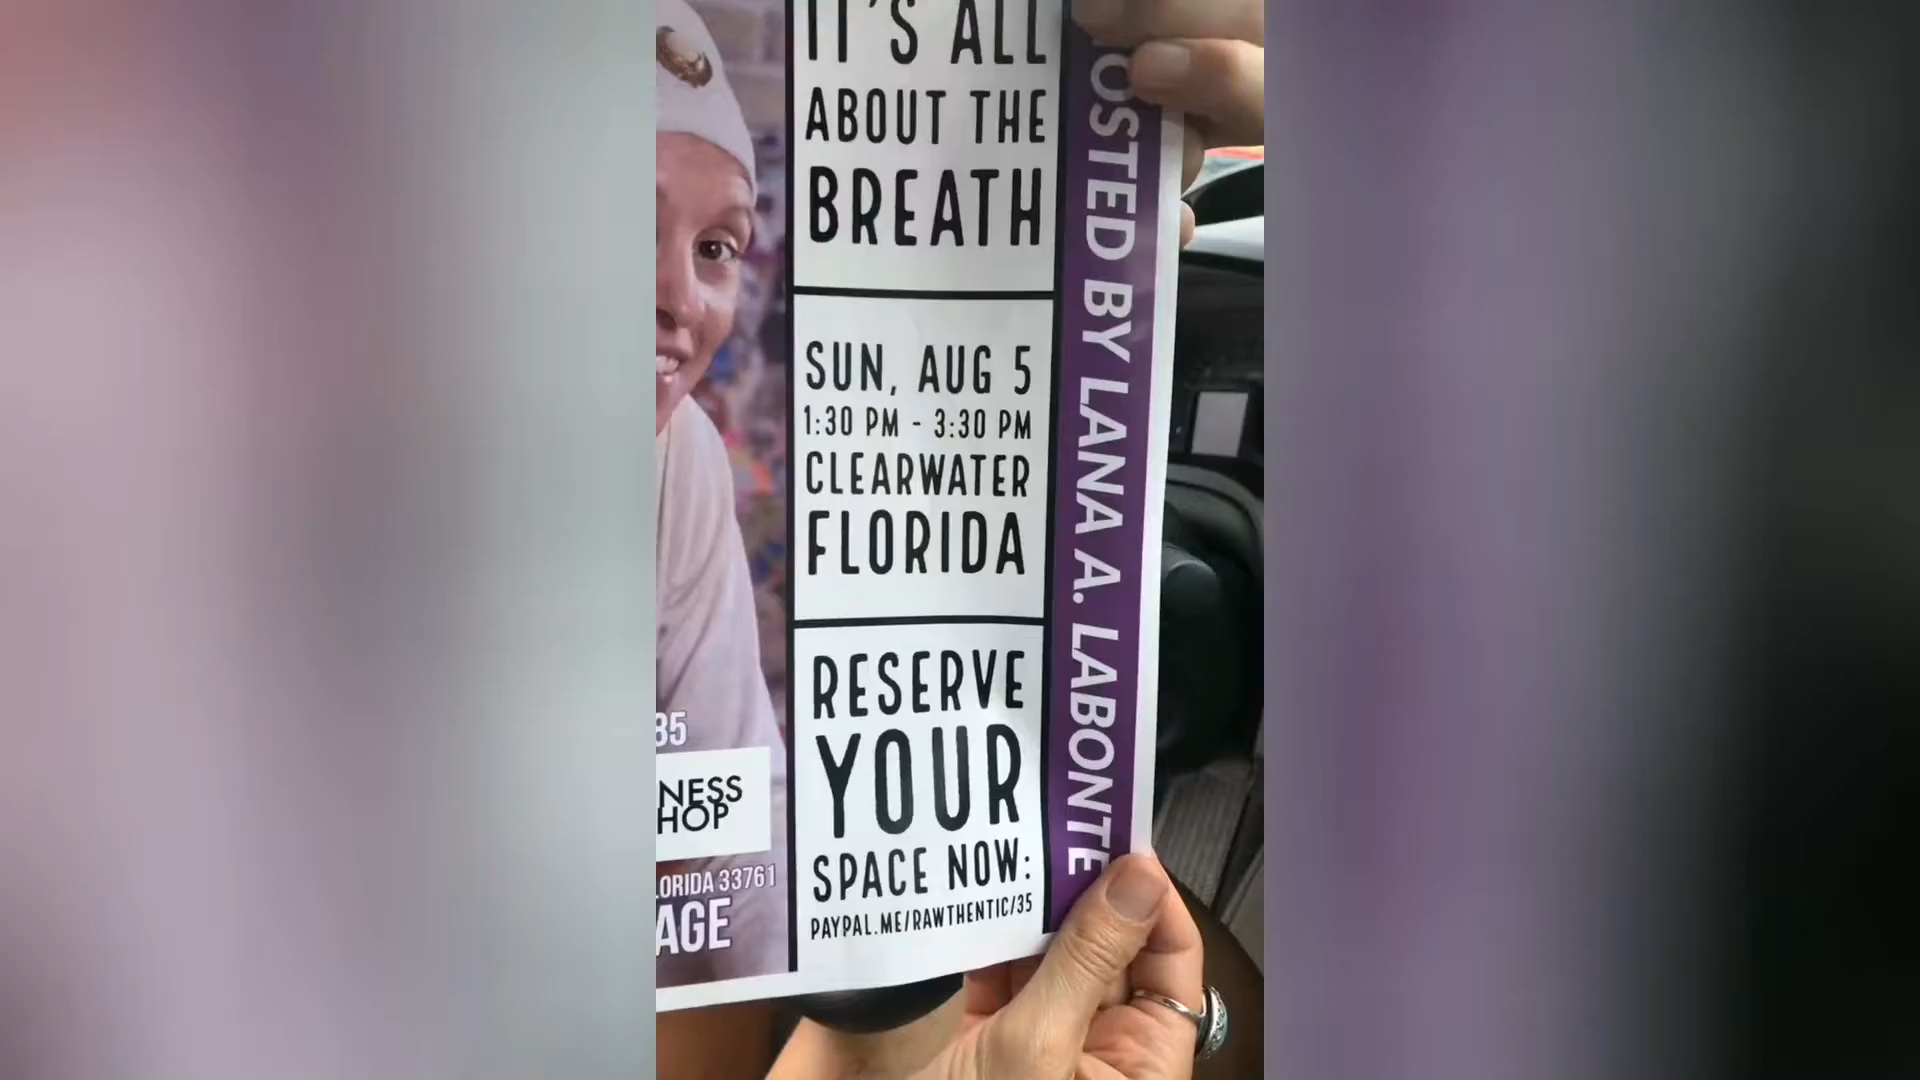 IT'S ALL
ABOUT THE
BREATH
SUN, AUG 5
1:30 PM - 3:30 PM
CLEARWATER
FLORIDA
RESERVE
YOUR
SPACE NOW:
PAYPAL.ME/RAWTHENTIC/35
OSTED BY LANA A. LABONTE
35
NESS
HOP
ORIDA 33761
AGE